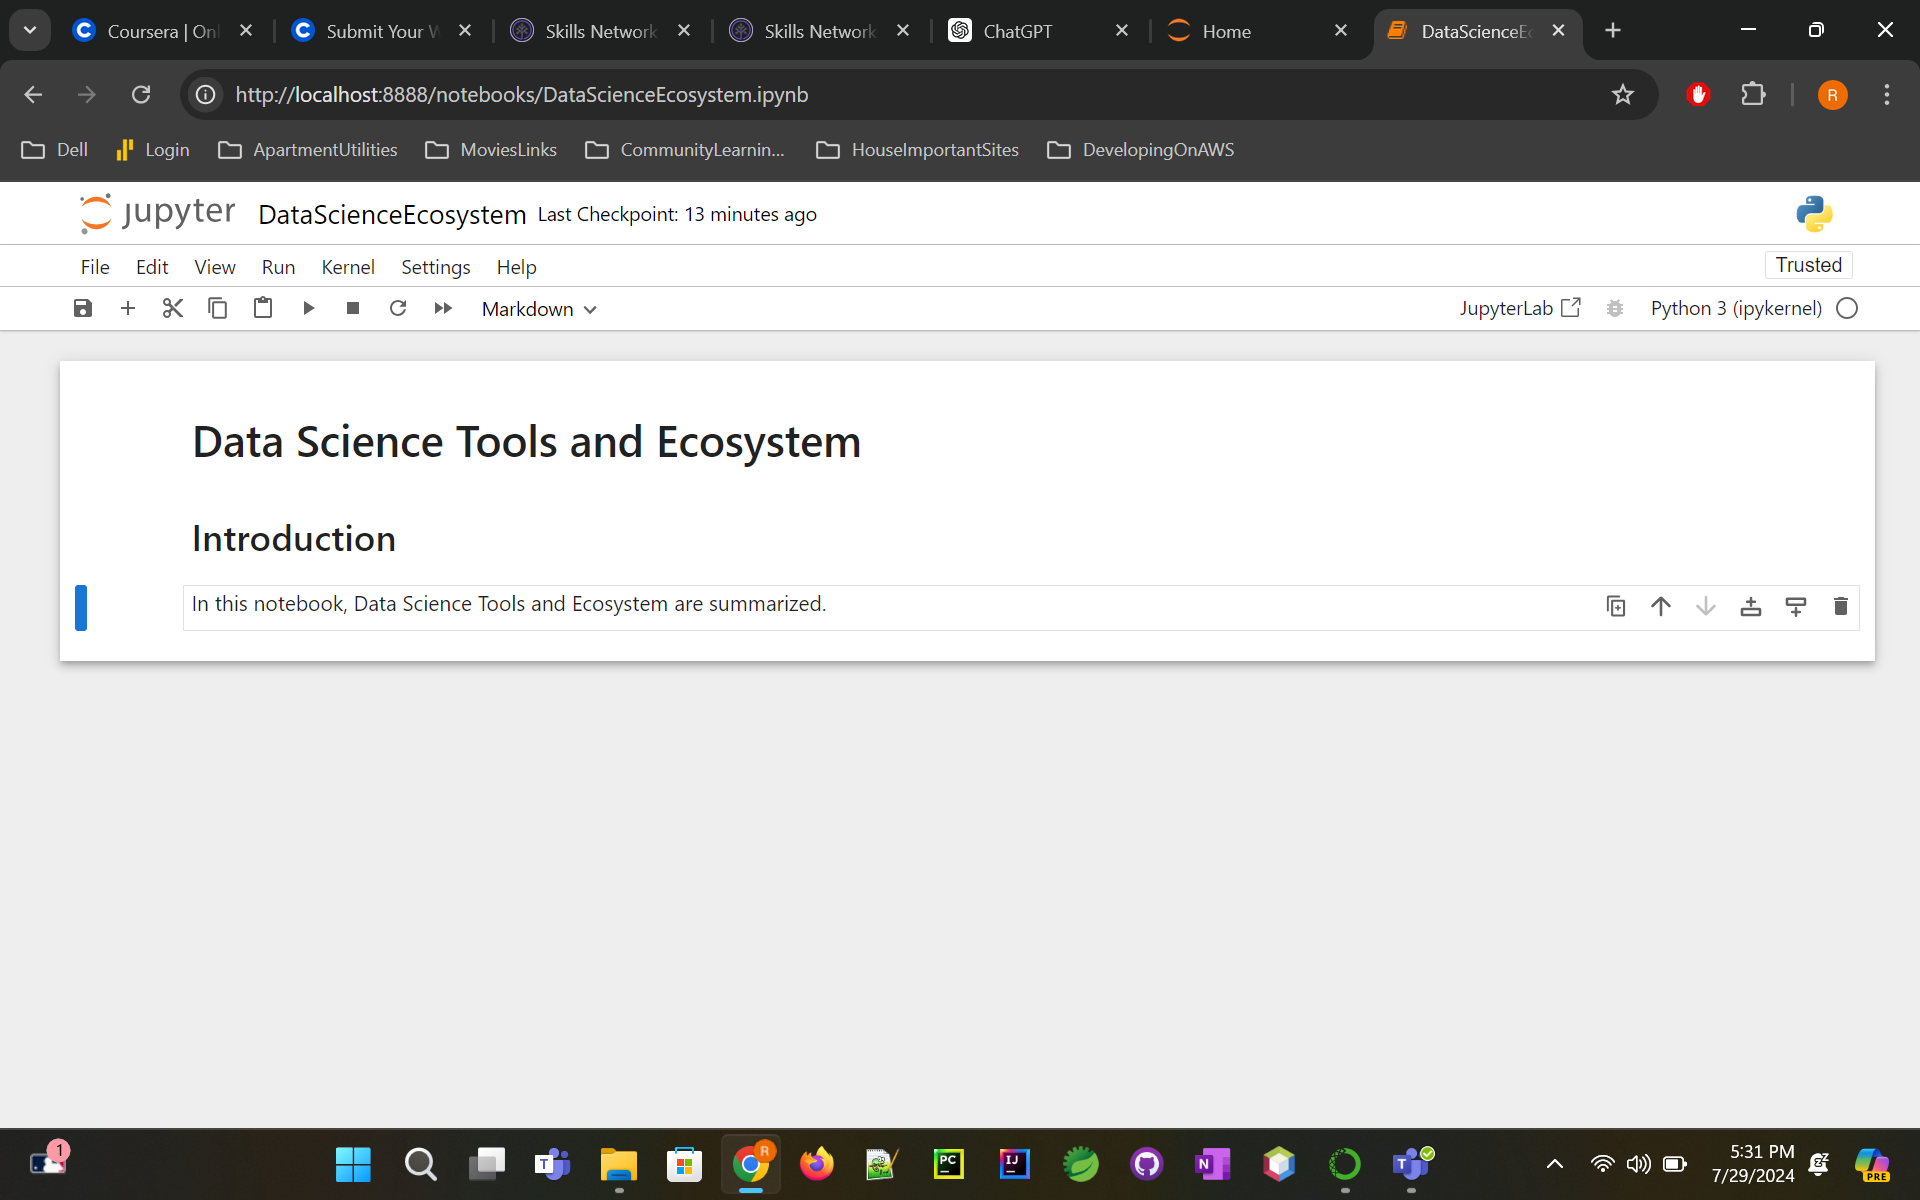 Coursera | Onl
Submit Your W
Skills Network
Skills Network
ChatGPT
Home
DataScienceEc
http://localhost:8888/notebooks/DataScienceEcosystem.ipynb
R
Dell
Login
ApartmentUtilities
MoviesLinks
CommunityLearnin...
HouseImportantSites
DevelopingOnAWS
jupyter DataScienceEcosystem Last Checkpoint: 13 minutes ago
File Edit View Run Kernel Settings Help
Trusted
Markdown
JupyterLab
Python 3 (ipykernel)
Data Science Tools and Ecosystem
Introduction
In this notebook, Data Science Tools and Ecosystem are summarized.
1
T
R
PC
IJ
N
T
5:31 PM
7/29/2024
PRE